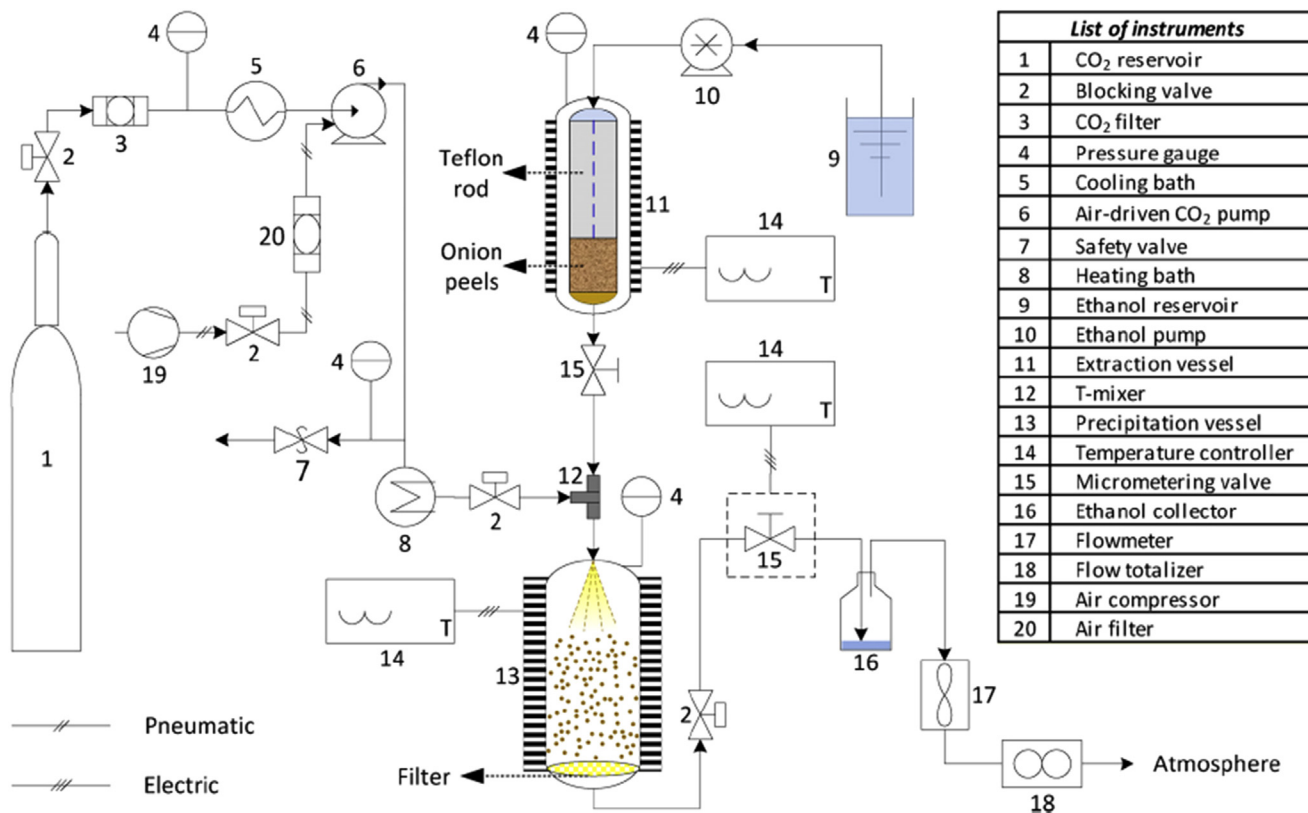 4
5
6
3
2
20
2
19
4
7
1
8
2
4
10
9
Teflon
rod
11
Onion
peels
14
T
15
14
T
12
4
15
14
T
13
2
16
17
18
Atmosphere
Filter
Pneumatic
Electric
List of instruments
1 CO2 reservoir
2 Blocking valve
3 CO2 filter
4 Pressure gauge
5 Cooling bath
6 Air-driven CO2 pump
7 Safety valve
8 Heating bath
9 Ethanol reservoir
10 Ethanol pump
11 Extraction vessel
12 T-mixer
13 Precipitation vessel
14 Temperature controller
15 Micrometering valve
16 Ethanol collector
17 Flowmeter
18 Flow totalizer
19 Air compressor
20 Air filter